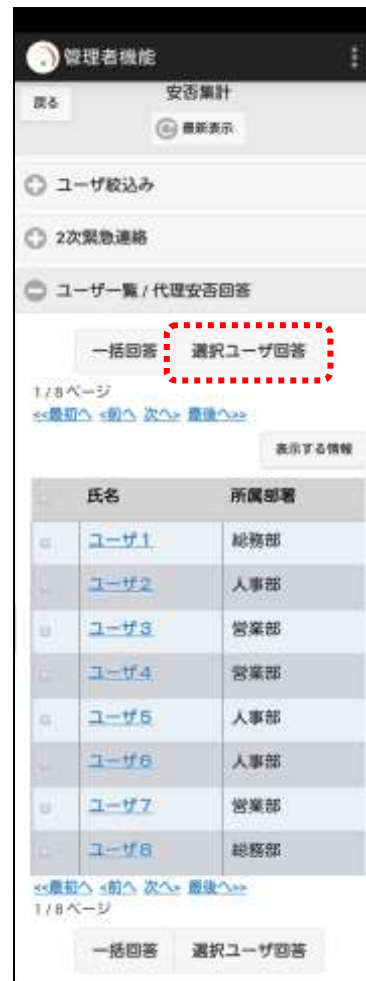 管理者機能
戻る 安否集計
最新表示
ユーザ絞込み
2次緊急連絡
ユーザ一覧 / 代理安否回答
一括回答 選択ユーザ回答
1 / 8 ページ
<<最初へ <前へ 次へ> 最後へ>>
表示する情報
氏名 所属部署
ユーザ1 総務部
ユーザ2 人事部
ユーザ3 営業部
ユーザ4 営業部
ユーザ5 人事部
ユーザ6 人事部
ユーザ7 営業部
ユーザ8 総務部
<<最初へ <前へ 次へ> 最後へ>>
1 / 8 ページ
一括回答 選択ユーザ回答